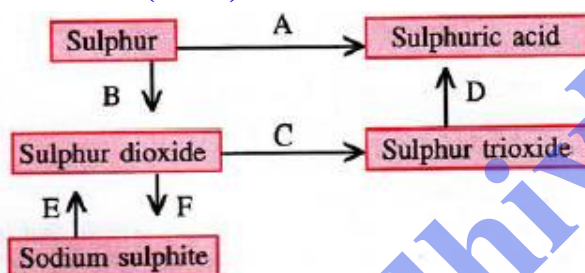 A
Sulphur Sulphuric acid
B D
C
Sulphur dioxide Sulphur trioxide
E F
Sodium sulphite